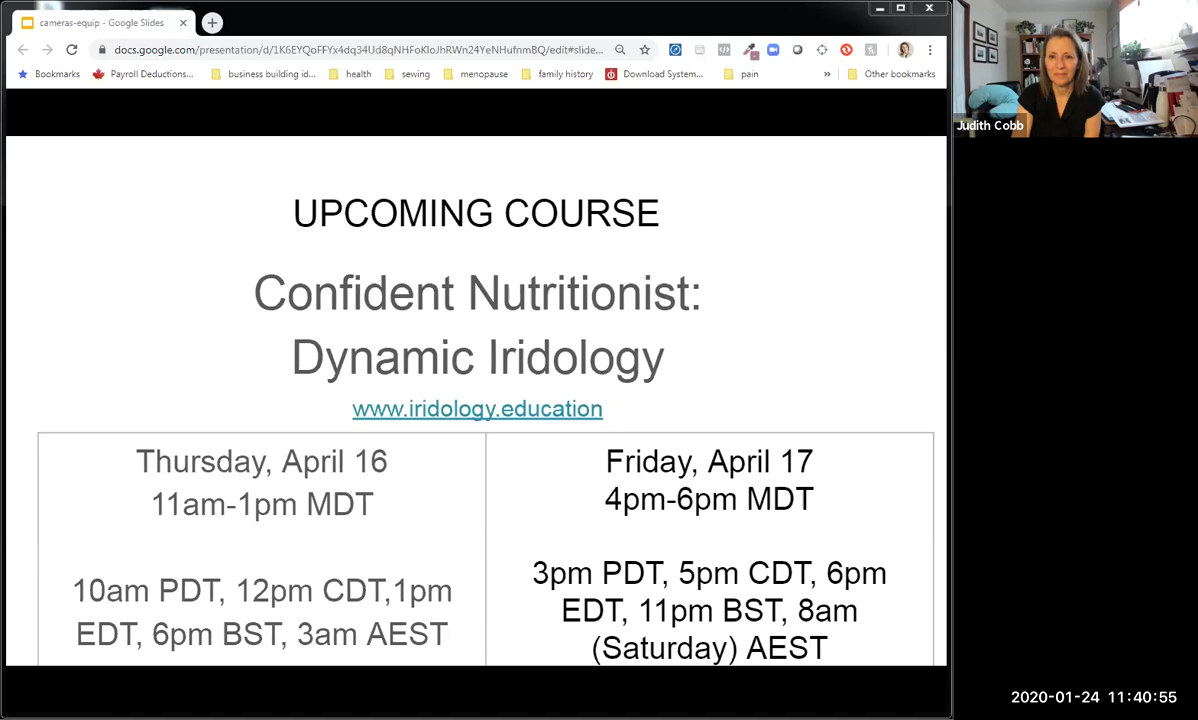 cameras-equip - Google Slides
docs.google.com/presentation/d/1K6EYQoFFYx4dq34Ud8qNHFoKIoJhRWn24YeNHufnmBQ/edit#slide...
Bookmarks Payroll Deductions... business building id... health sewing menopause family history Download System... pain » Other bookmarks
Judith Cobb
UPCOMING COURSE
Confident Nutritionist:
Dynamic Iridology
www.iridology.education
Thursday, April 16
11am-1pm MDT
10am PDT, 12pm CDT,1pm
EDT, 6pm BST, 3am AEST
Friday, April 17
4pm-6pm MDT
3pm PDT, 5pm CDT, 6pm
EDT, 11pm BST, 8am
(Saturday) AEST
2020-01-24 11:40:55